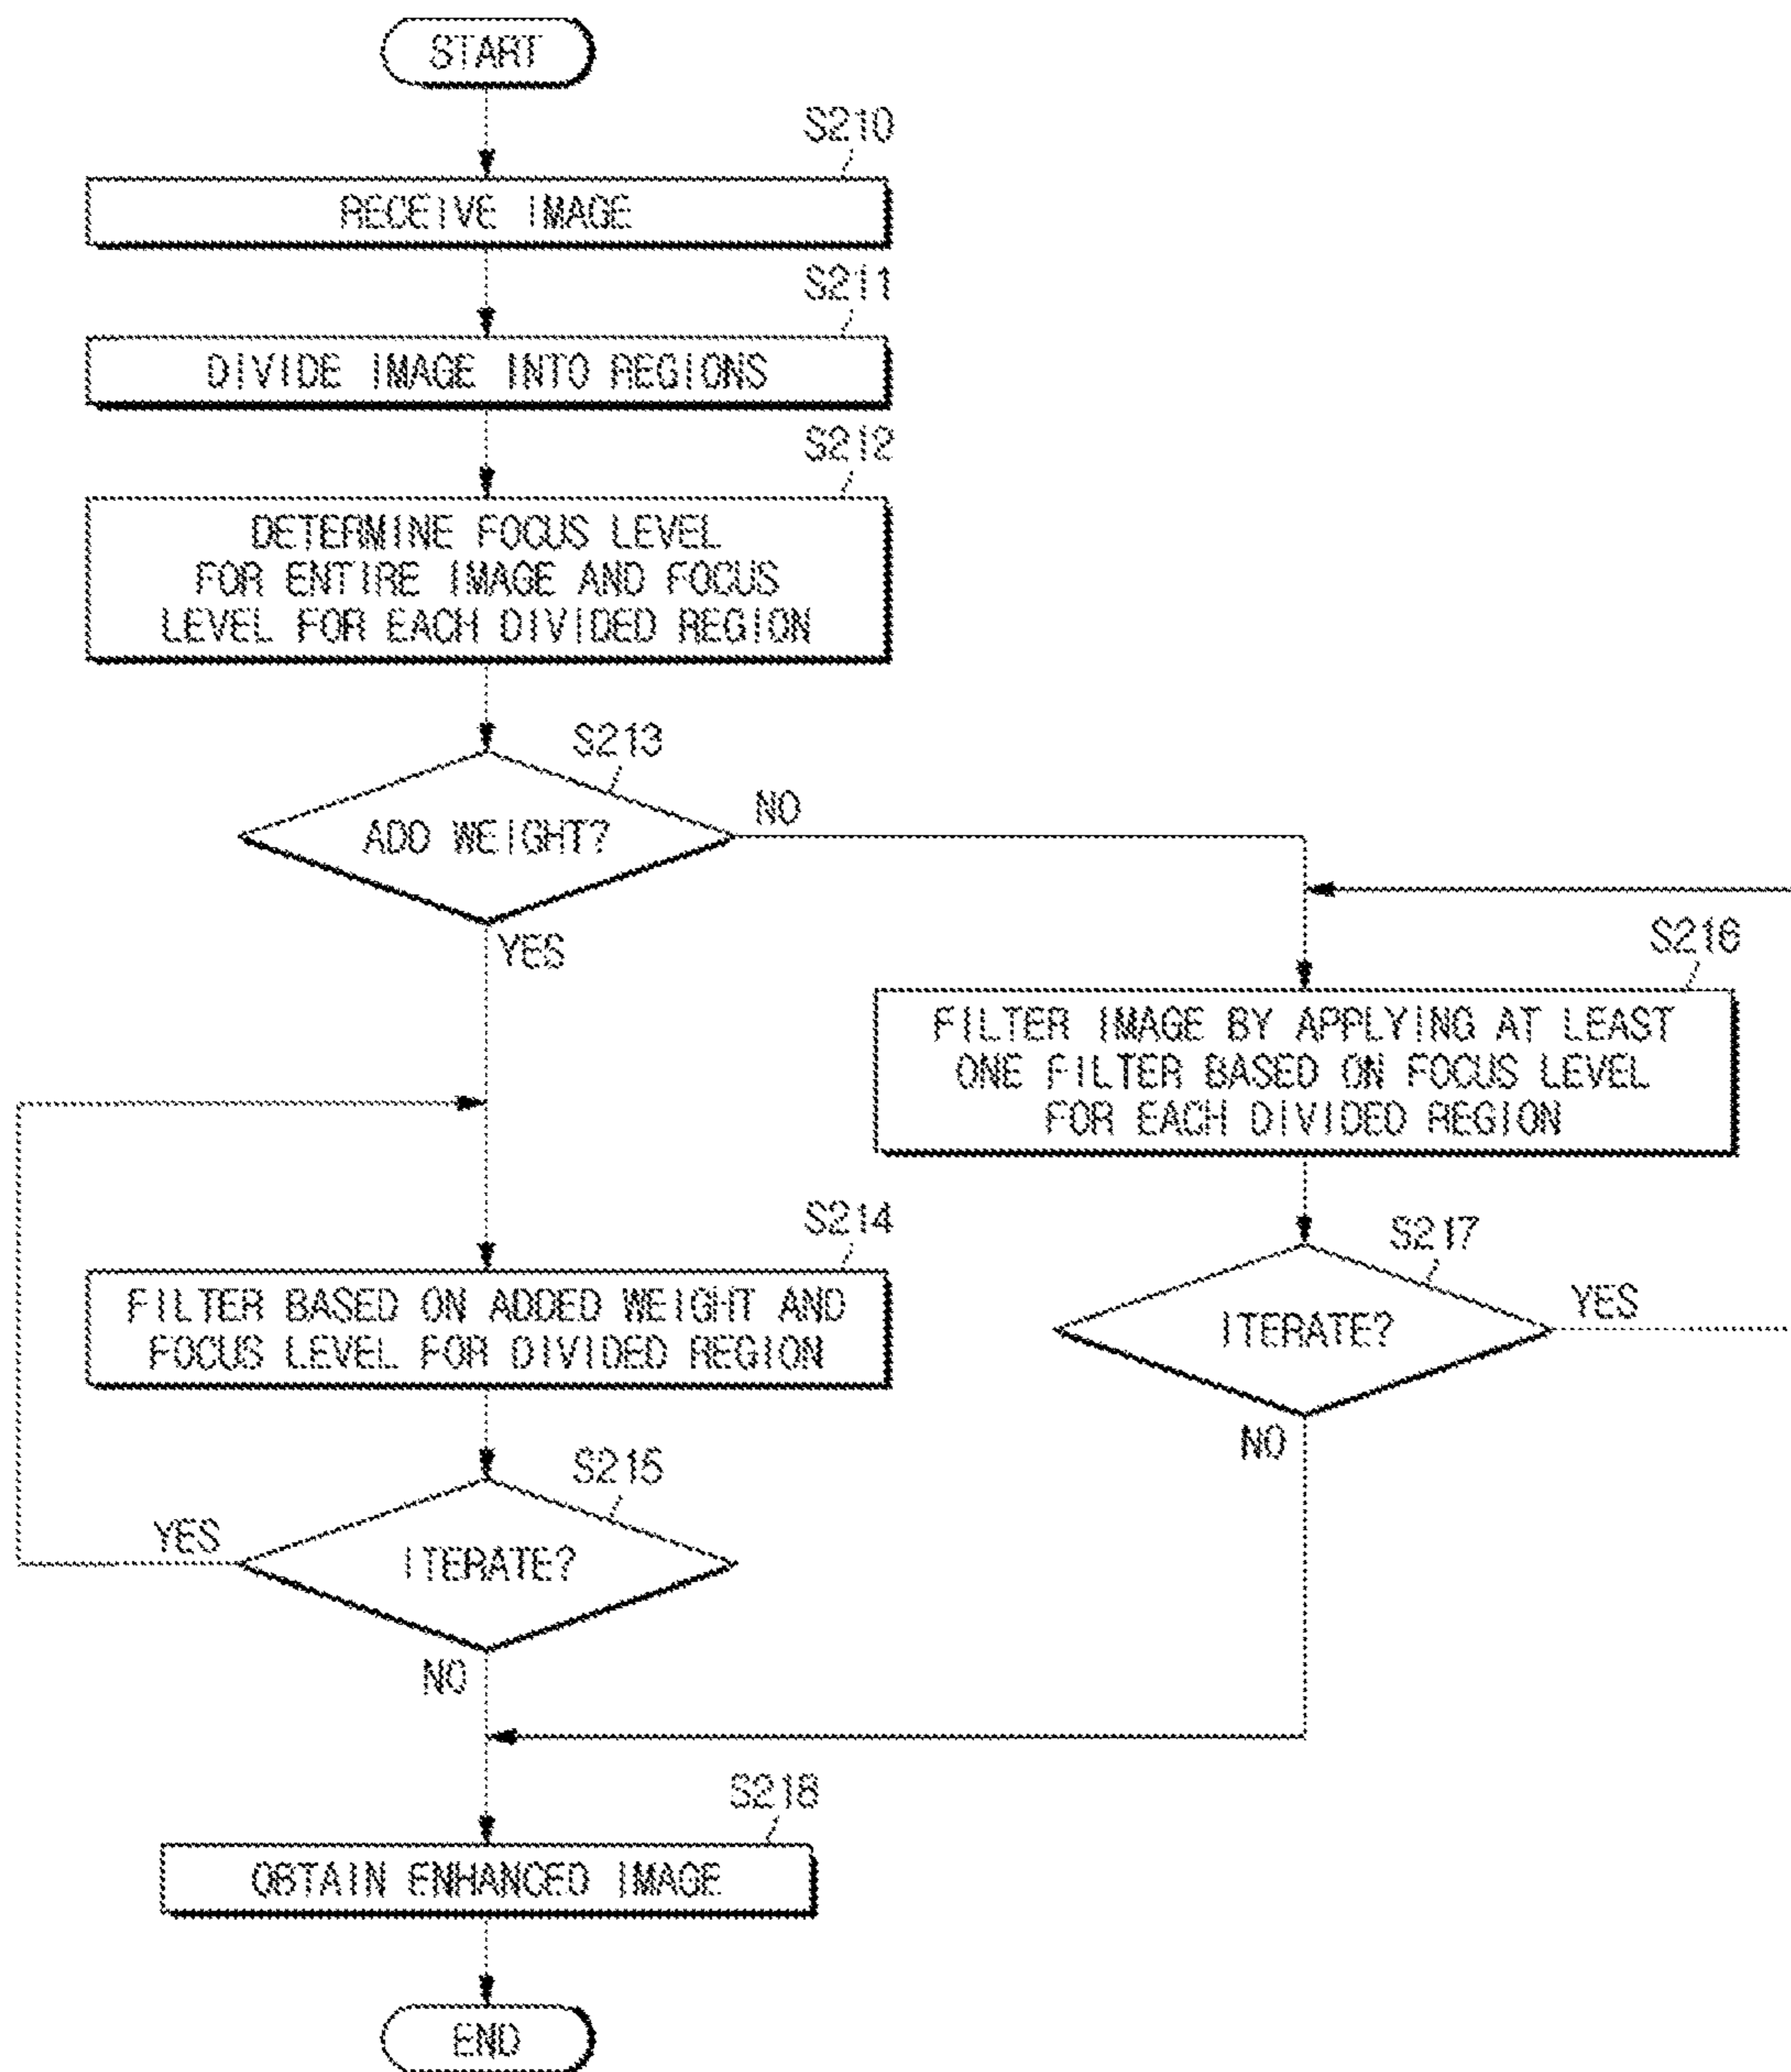 START
S210
RECEIVE IMAGE
S211
DIVIDE IMAGE INTO REGIONS
S212
DETERMINE FOCUS LEVEL
FOR ENTIRE IMAGE AND FOCUS
LEVEL FOR EACH DIVIDED REGION
S213
ADD WEIGHT?
NO
YES
S216
FILTER IMAGE BY APPLYING AT LEAST
ONE FILTER BASED ON FOCUS LEVEL
FOR EACH DIVIDED REGION
S214
FILTER BASED ON ADDED WEIGHT AND
FOCUS LEVEL FOR DIVIDED REGION
S217
ITERATE?
YES
NO
S215
ITERATE?
YES
NO
S218
OBTAIN ENHANCED IMAGE
END